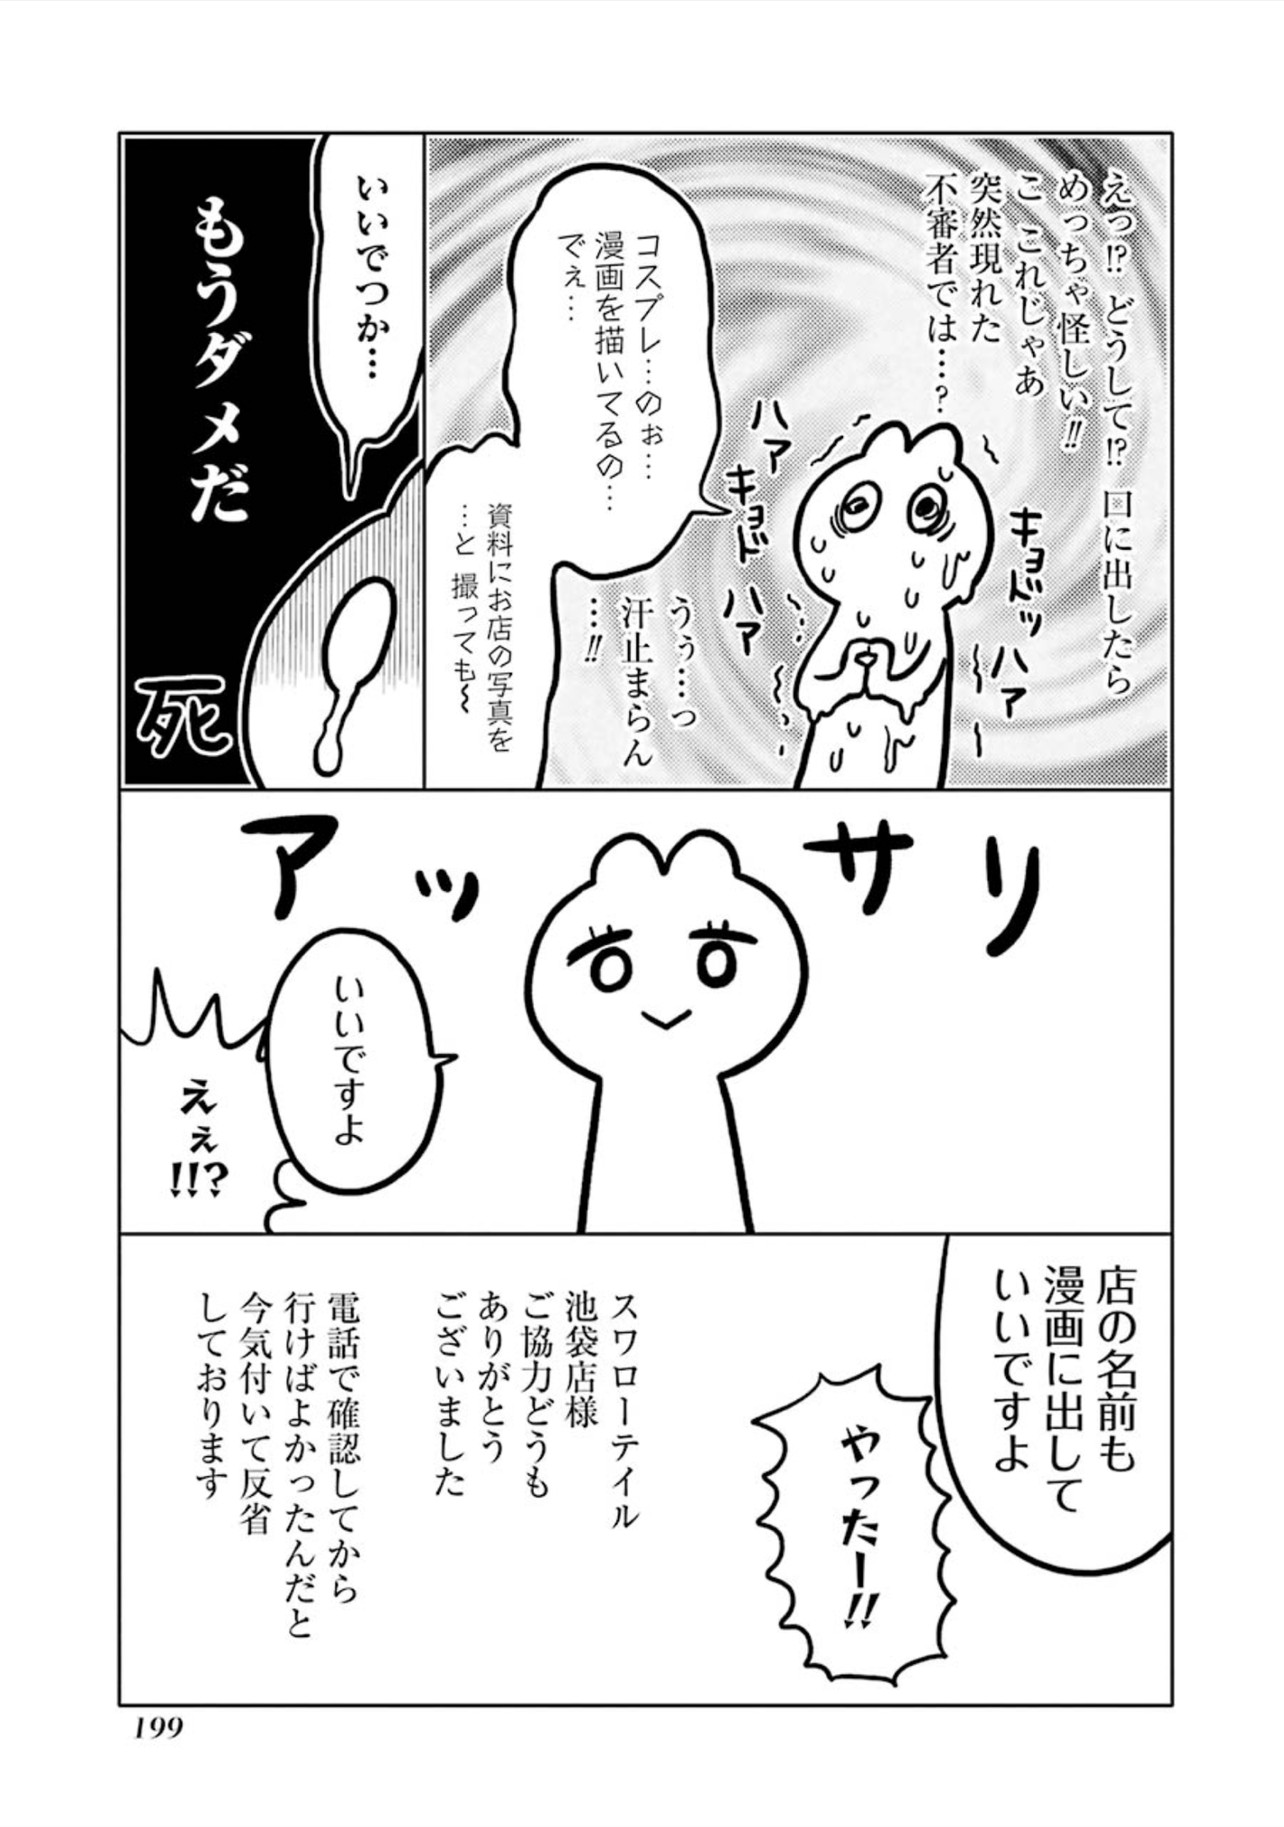 えっ!? どうして!? 口に出したら
めっちゃ怪しい!!
こ これじゃあ
突然現れた
不審者では…?
※
ハァ
キョド
ハァ
キョドッ
ハァ
コスプレ…のぉ…
漫画を描いてるの…
でぇ…
うぅ…っ
汗止まらん
…!!
資料にお店の写真を
…と 撮っても〜
いいでつか…
もうダメだ
死
アッサリ
いいですよ
えぇ!!?
店の名前も
漫画に出して
いいですよ
やったー!!
スワローテイル
池袋店様
ご協力どうも
ありがとう
ございました
電話で確認してから
行けばよかったんだと
今気付いて反省
しております
199